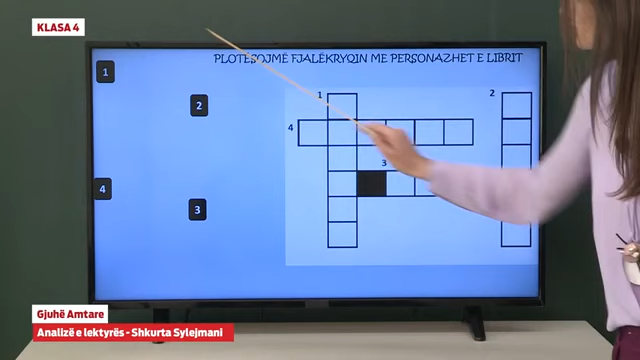 KLASA 4
PLOTËSOJMË FJALËKRYQIN ME PERSONAZHET E LIBRIT
1
2
3
4
1
2
3
4
Gjuhë Amtare
Analizë e lektyrës - Shkurta Sylejmani